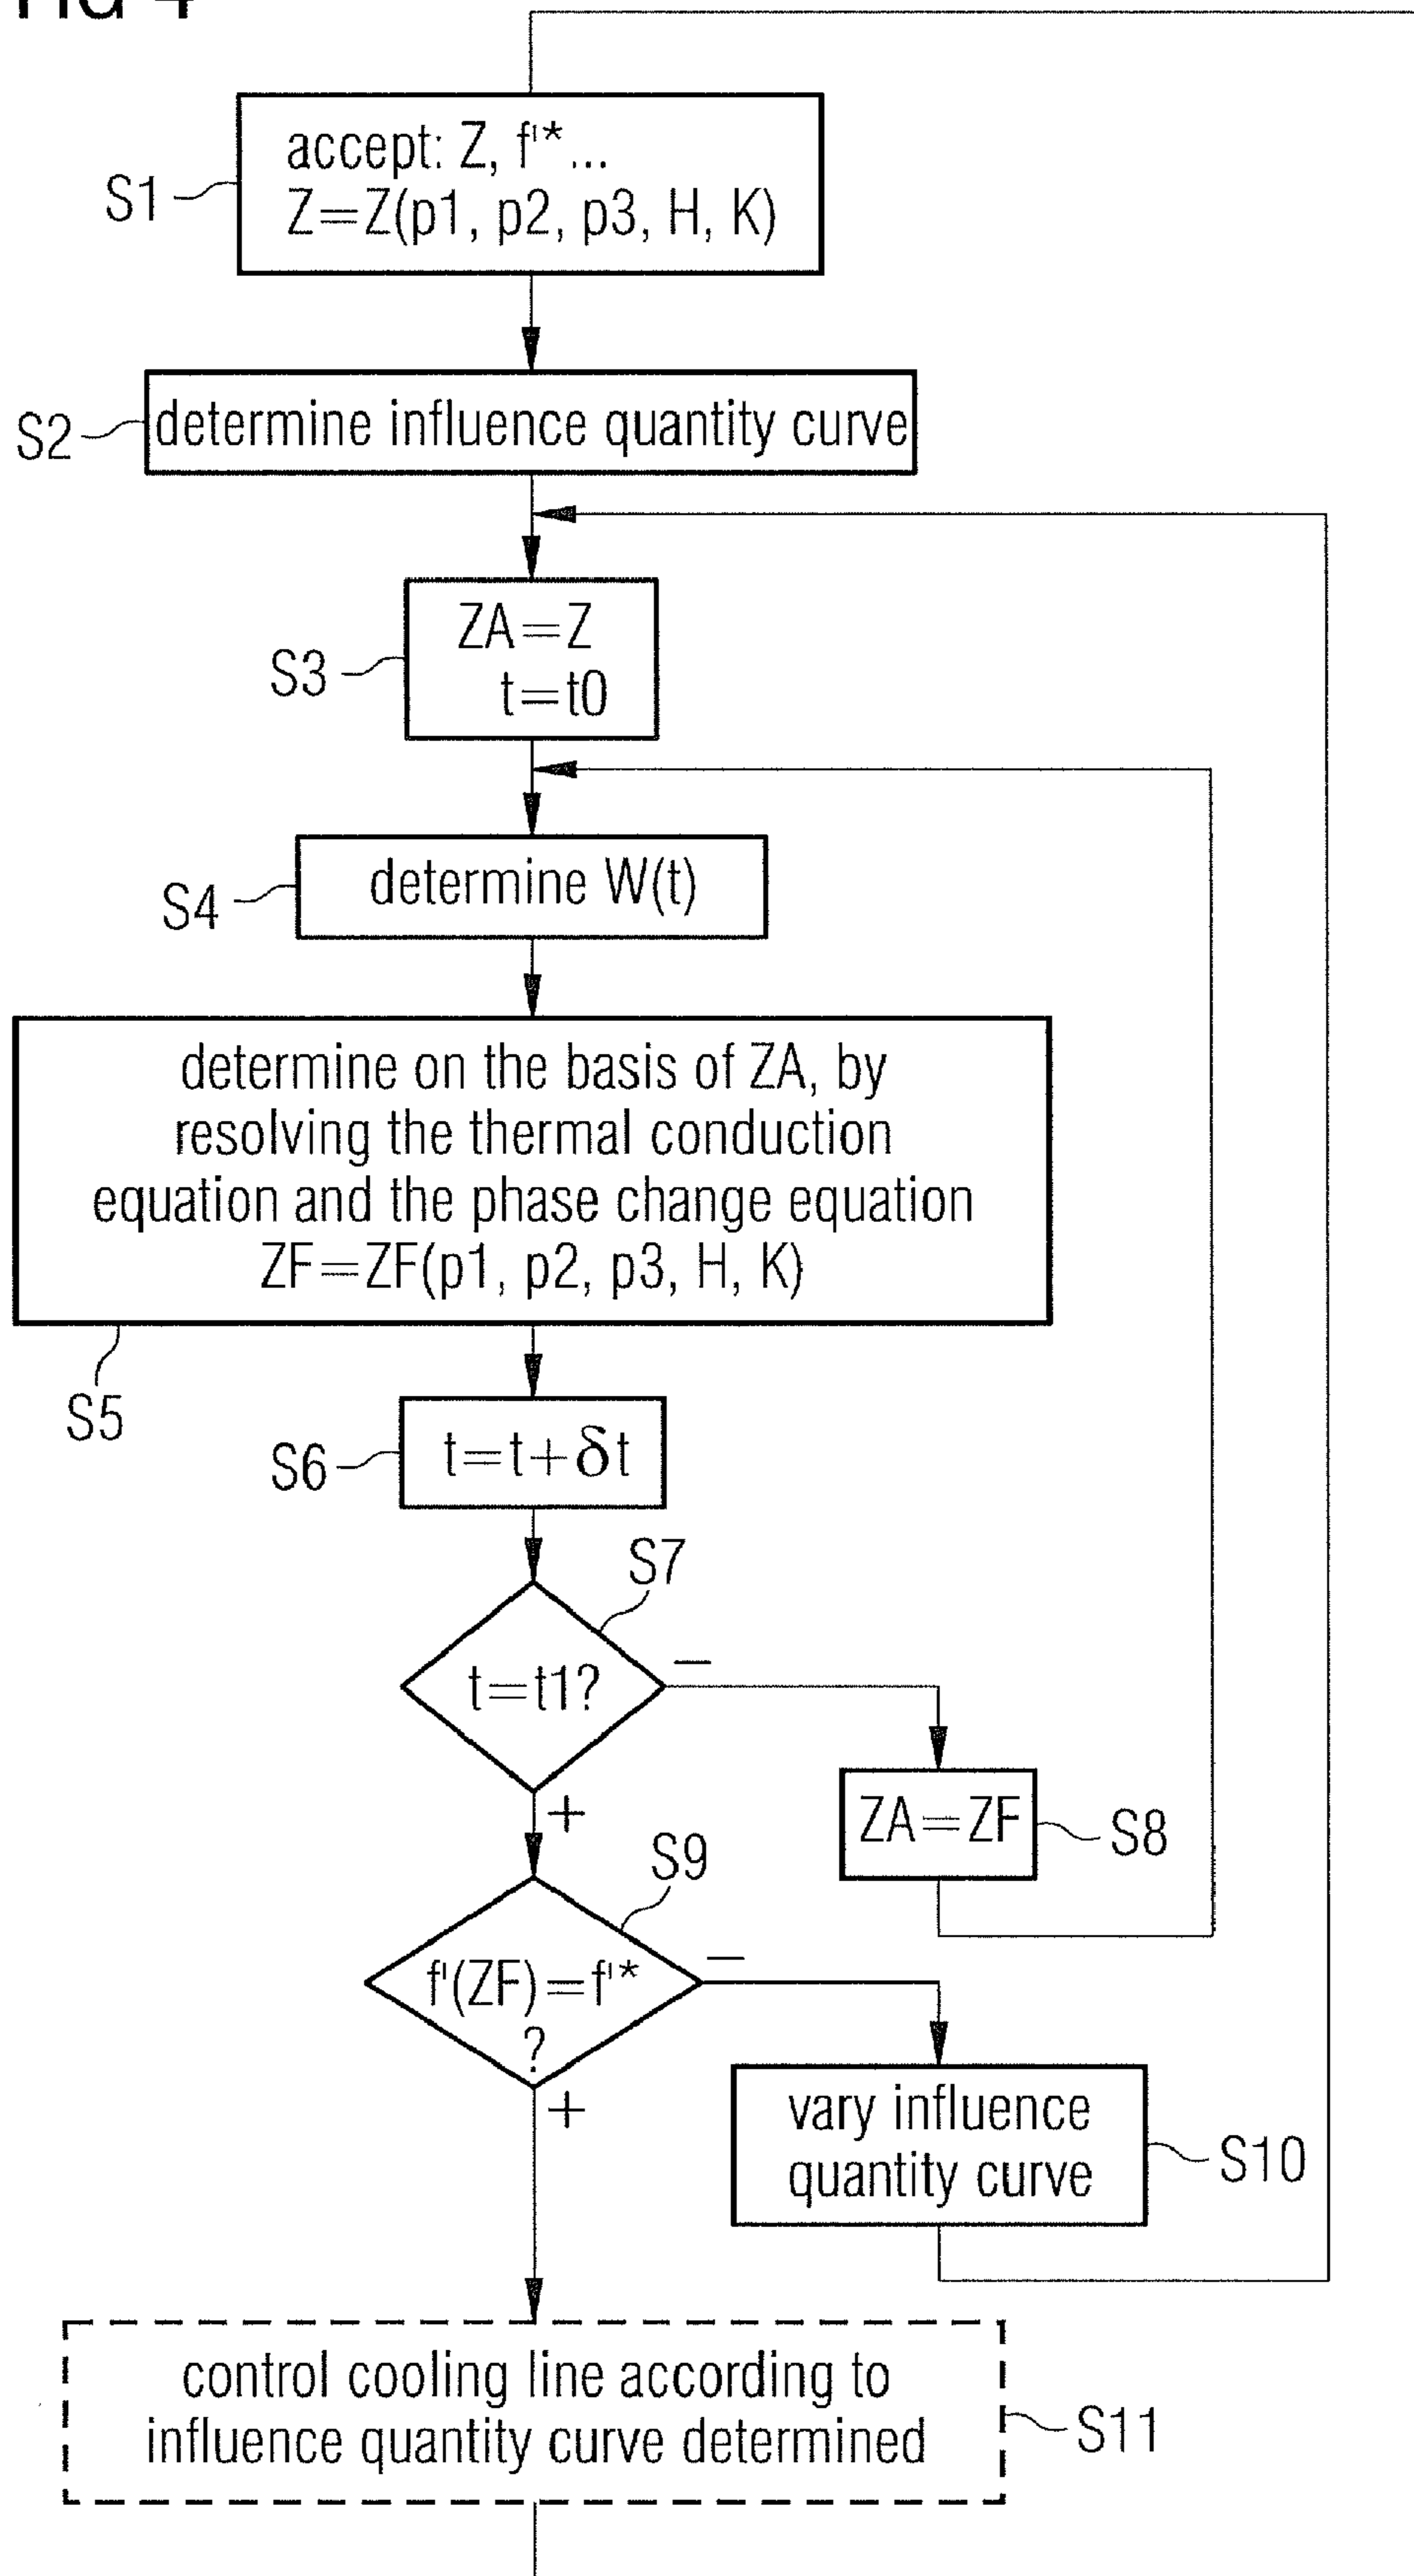 accept: Z, f'*...
S1
Z=Z(p1, p2, p3, H, K)
S2
determine influence quantity curve
ZA=Z
S3
t=t0
S4
determine W(t)
determine on the basis of ZA, by
resolving the thermal conduction
equation and the phase change equation
ZF=ZF(p1, p2, p3, H, K)
S5
S6
t=t+δt
S7
t=t1?
−
+
ZA=ZF
S8
S9
f'(ZF)=f'*
?
−
+
vary influence
quantity curve
S10
control cooling line according to
influence quantity curve determined
S11